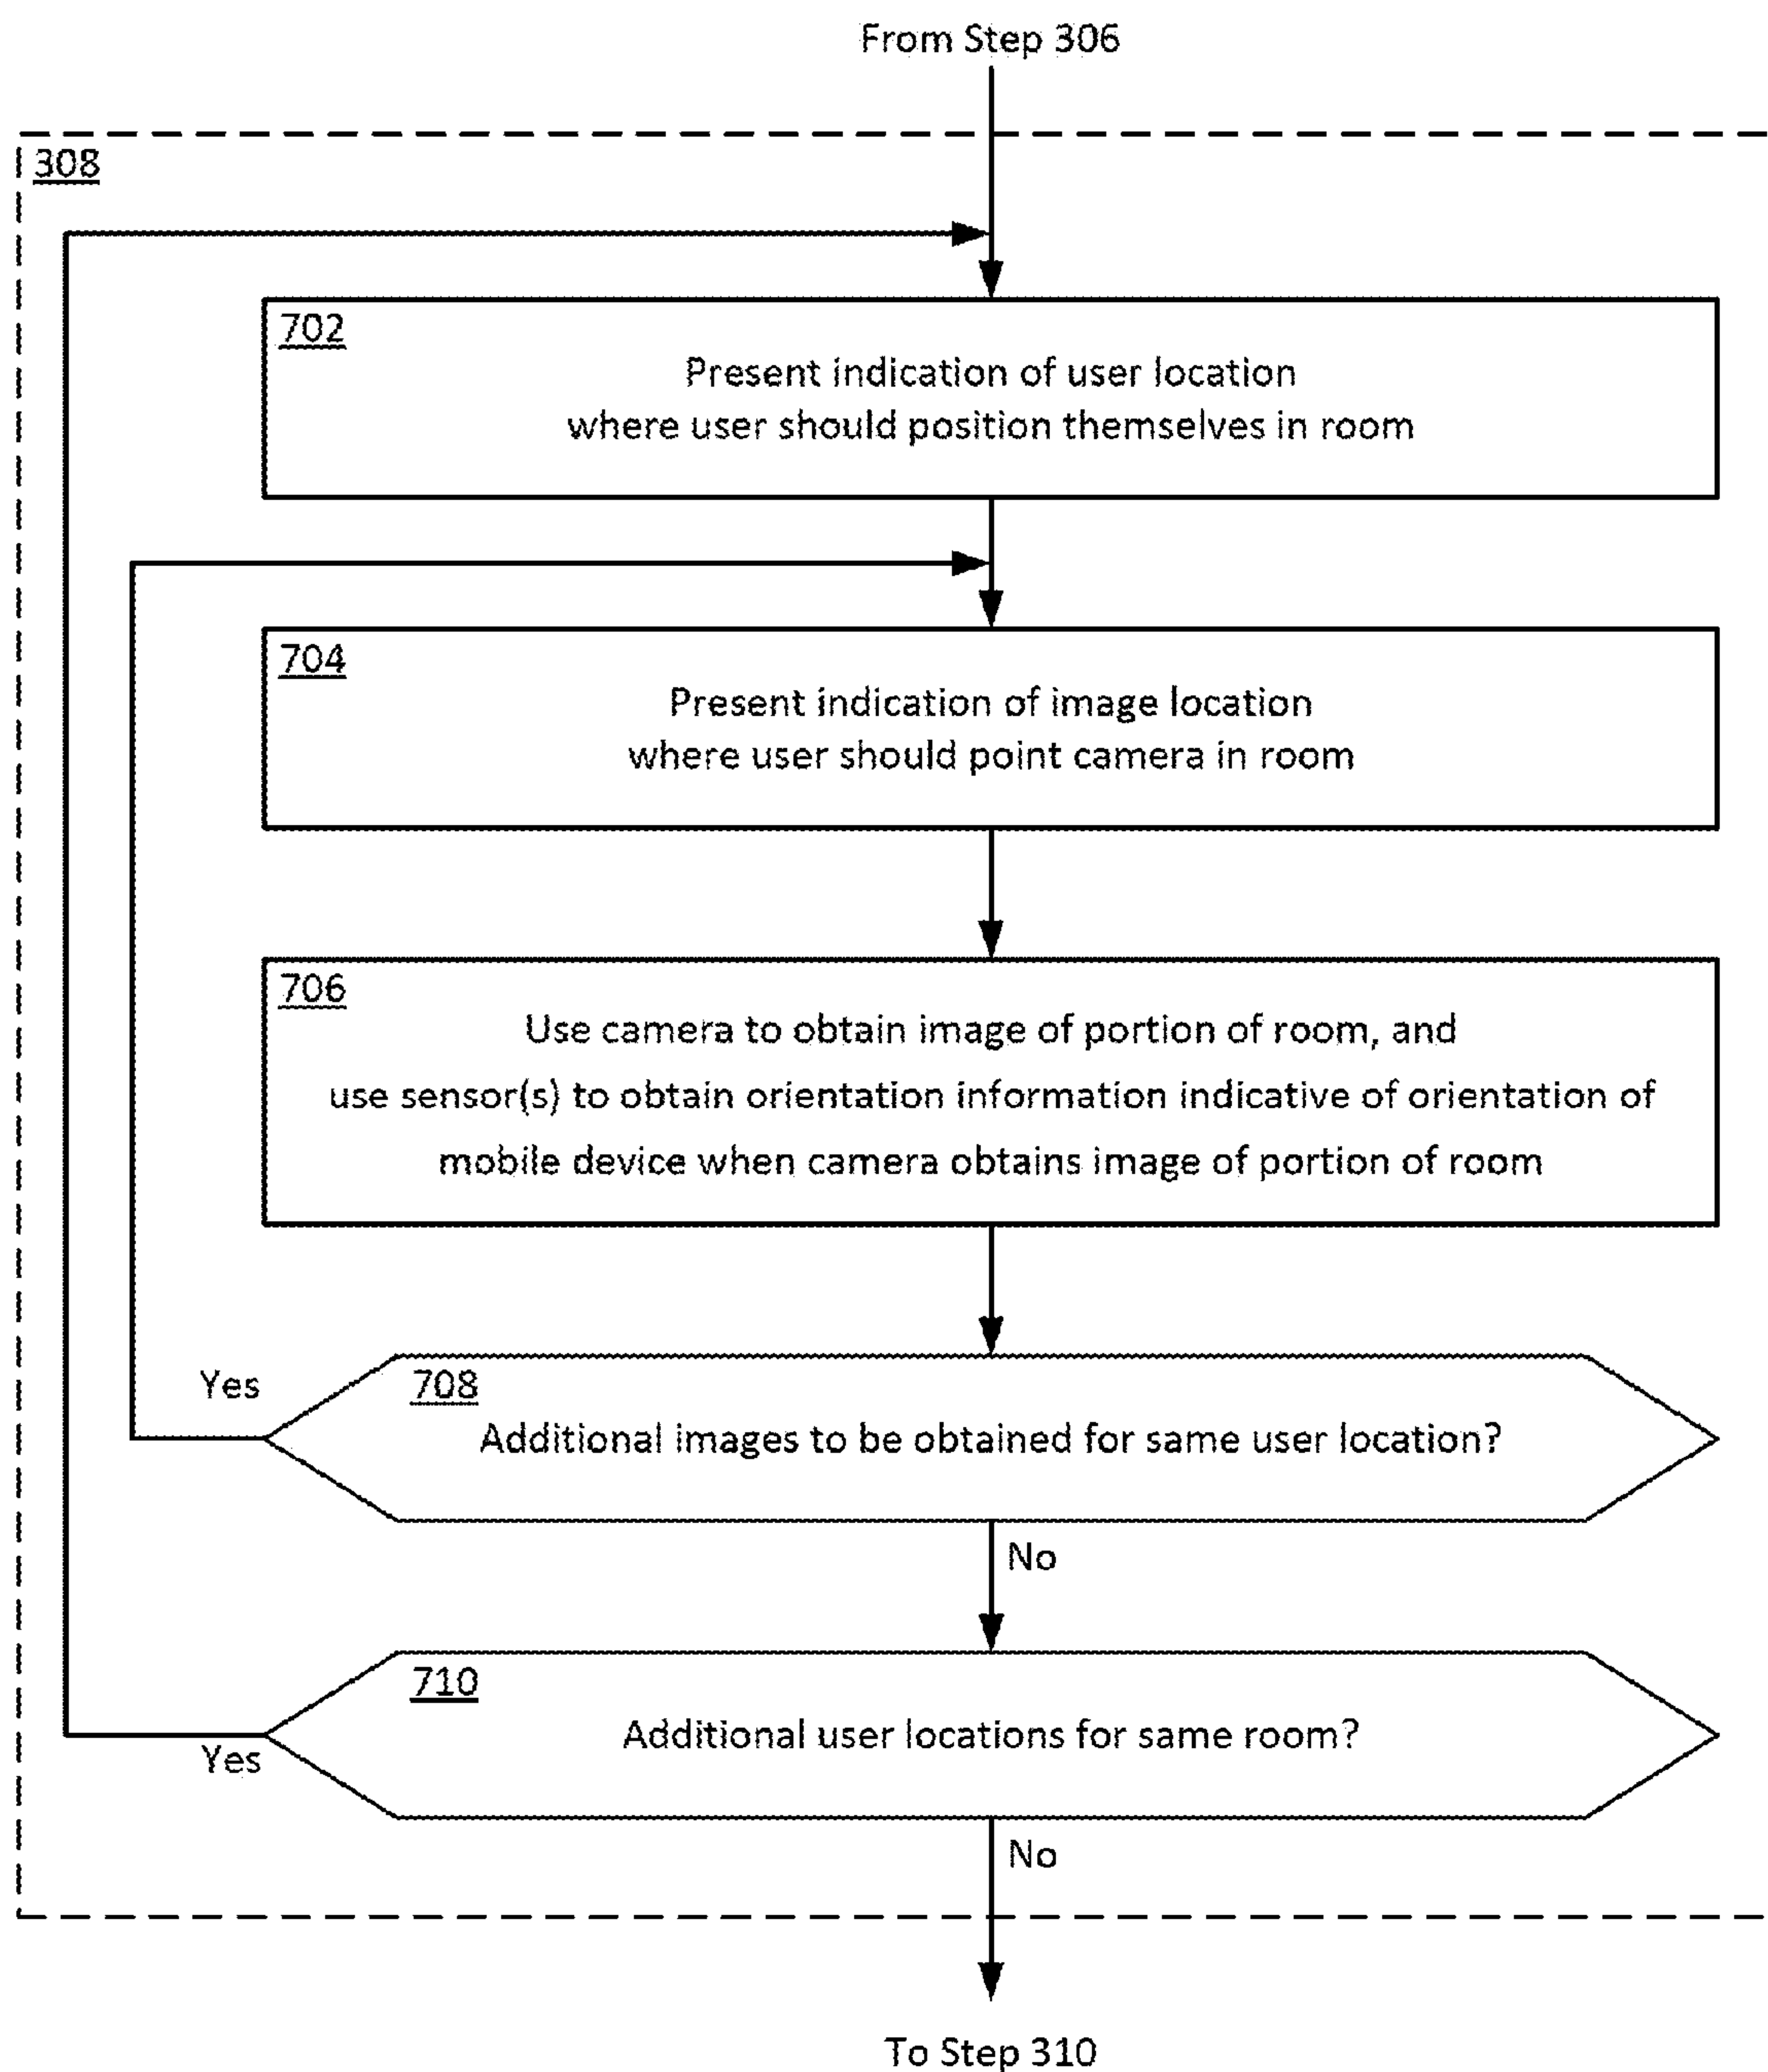 From Step 306
308
702
Present indication of user location
where user should position themselves in room
704
Present indication of image location
where user should point camera in room
706
Use camera to obtain image of portion of room, and
use sensor(s) to obtain orientation information indicative of orientation of
mobile device when camera obtains image of portion of room
Yes
708
Additional images to be obtained for same user location?
No
710
Additional user locations for same room?
Yes
No
To Step 310